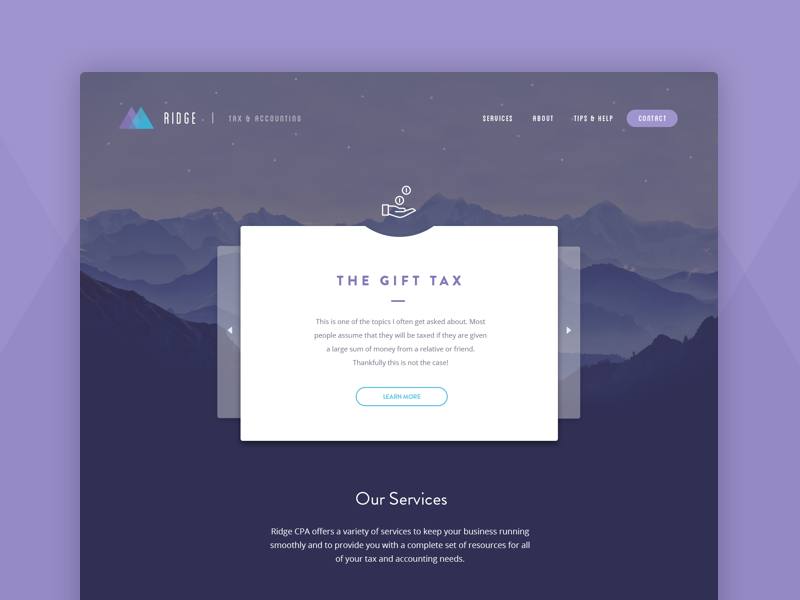 RIDGE | TAX & ACCOUNTING
SERVICES ABOUT TIPS & HELP CONTACT
THE GIFT TAX
This is one of the topics I often get asked about. Most
people assume that they will be taxed if they are given
a large sum of money from a relative or friend.
Thankfully this is not the case!
LEARN MORE
Our Services
Ridge CPA offers a variety of services to keep your business running
smoothly and to provide you with a complete set of resources for all
of your tax and accounting needs.